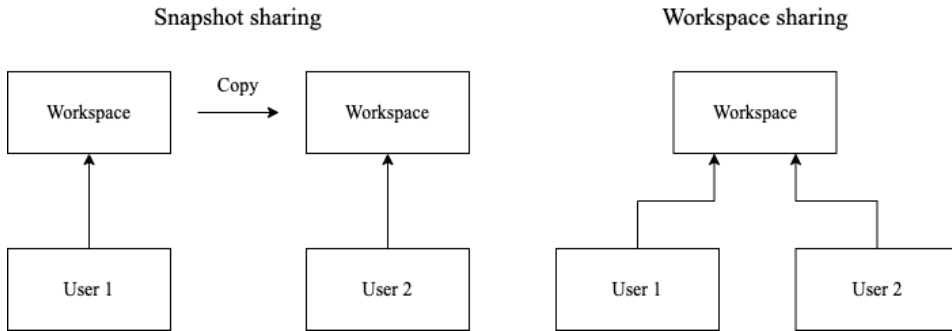 Snapshot sharing
Workspace sharing
Workspace
Copy
Workspace
Workspace
User 1
User 2
User 1
User 2